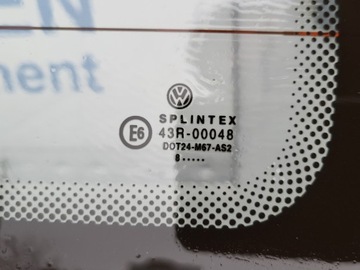 EN
ment
SPLINTEX
E6 43R-00048
DOT24-M67-AS2
8 .....